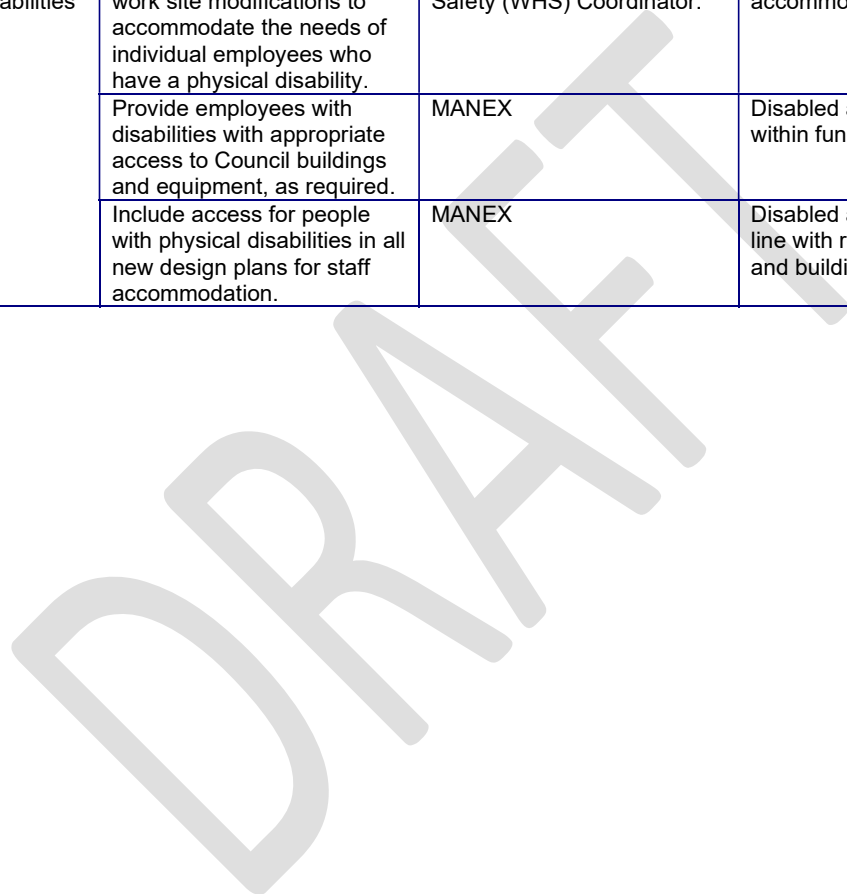 abilities
work site modifications to
accommodate the needs of
individual employees who
have a physical disability.
Safety (WHS) Coordinator.
Provide employees with
disabilities with appropriate
access to Council buildings
and equipment, as required.
MANEX
Disabled
within
Include access for people
with physical disabilities in all
new design plans for staff
accommodation.
MANEX
Disabled
line with
and
DRAFT